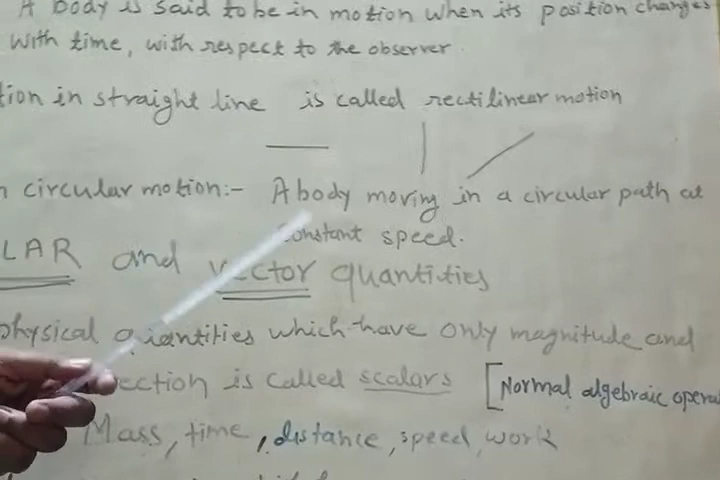 A body is said to be in motion when its position changes
with time, with respect to the observer.
tion in straight line is called rectilinear motion
n circular motion:- A body moving in a circular path at
constant speed.
LAR and vector quantities
physical quantities which have only magnitude and
ection is called scalars [Normal algebraic opera
Mass, time, distance, speed, work